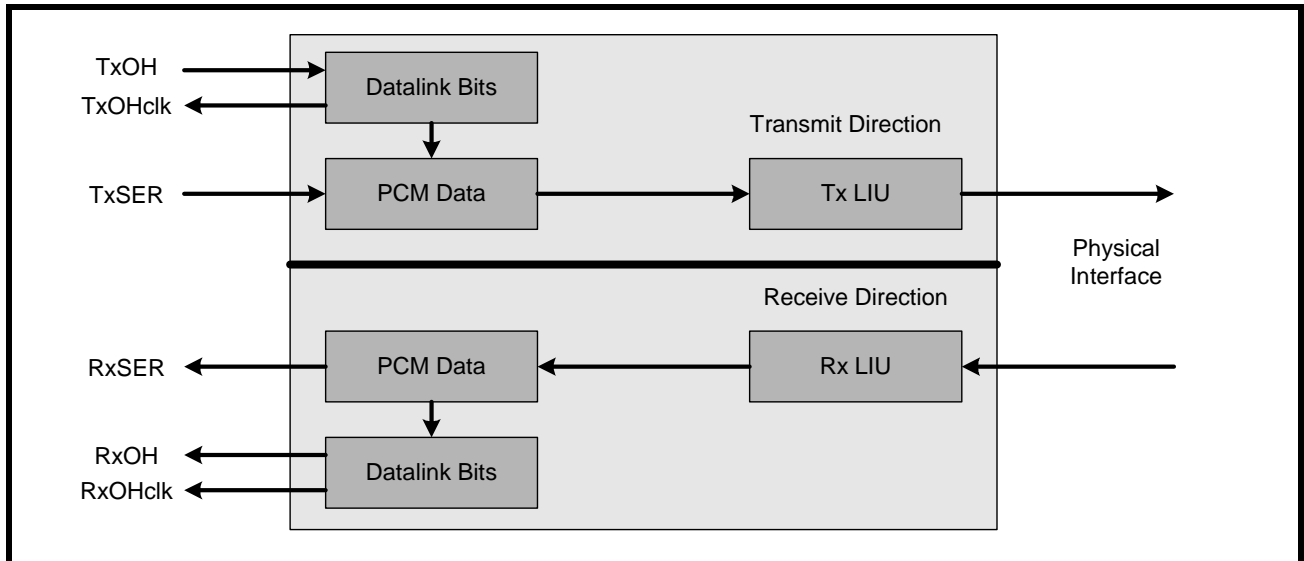 TxOH
TxOHclk
Datalink Bits
Transmit Direction
TxSER
PCM Data
Tx LIU
Physical
Interface
Receive Direction
RxSER
PCM Data
Rx LIU
RxOH
RxOHclk
Datalink Bits